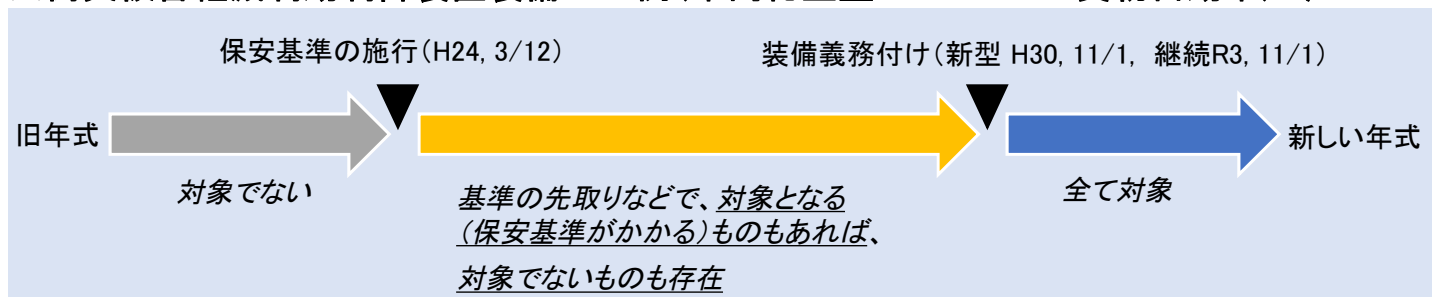 保安基準の施行(H24, 3/12)
装備義務付け(新型 H30, 11/1, 継続R3, 11/1)
旧年式
新しい年式
対象でない
基準の先取りなどで、対象となる
(保安基準がかかる)ものもあれば、
対象でないものも存在
全て対象